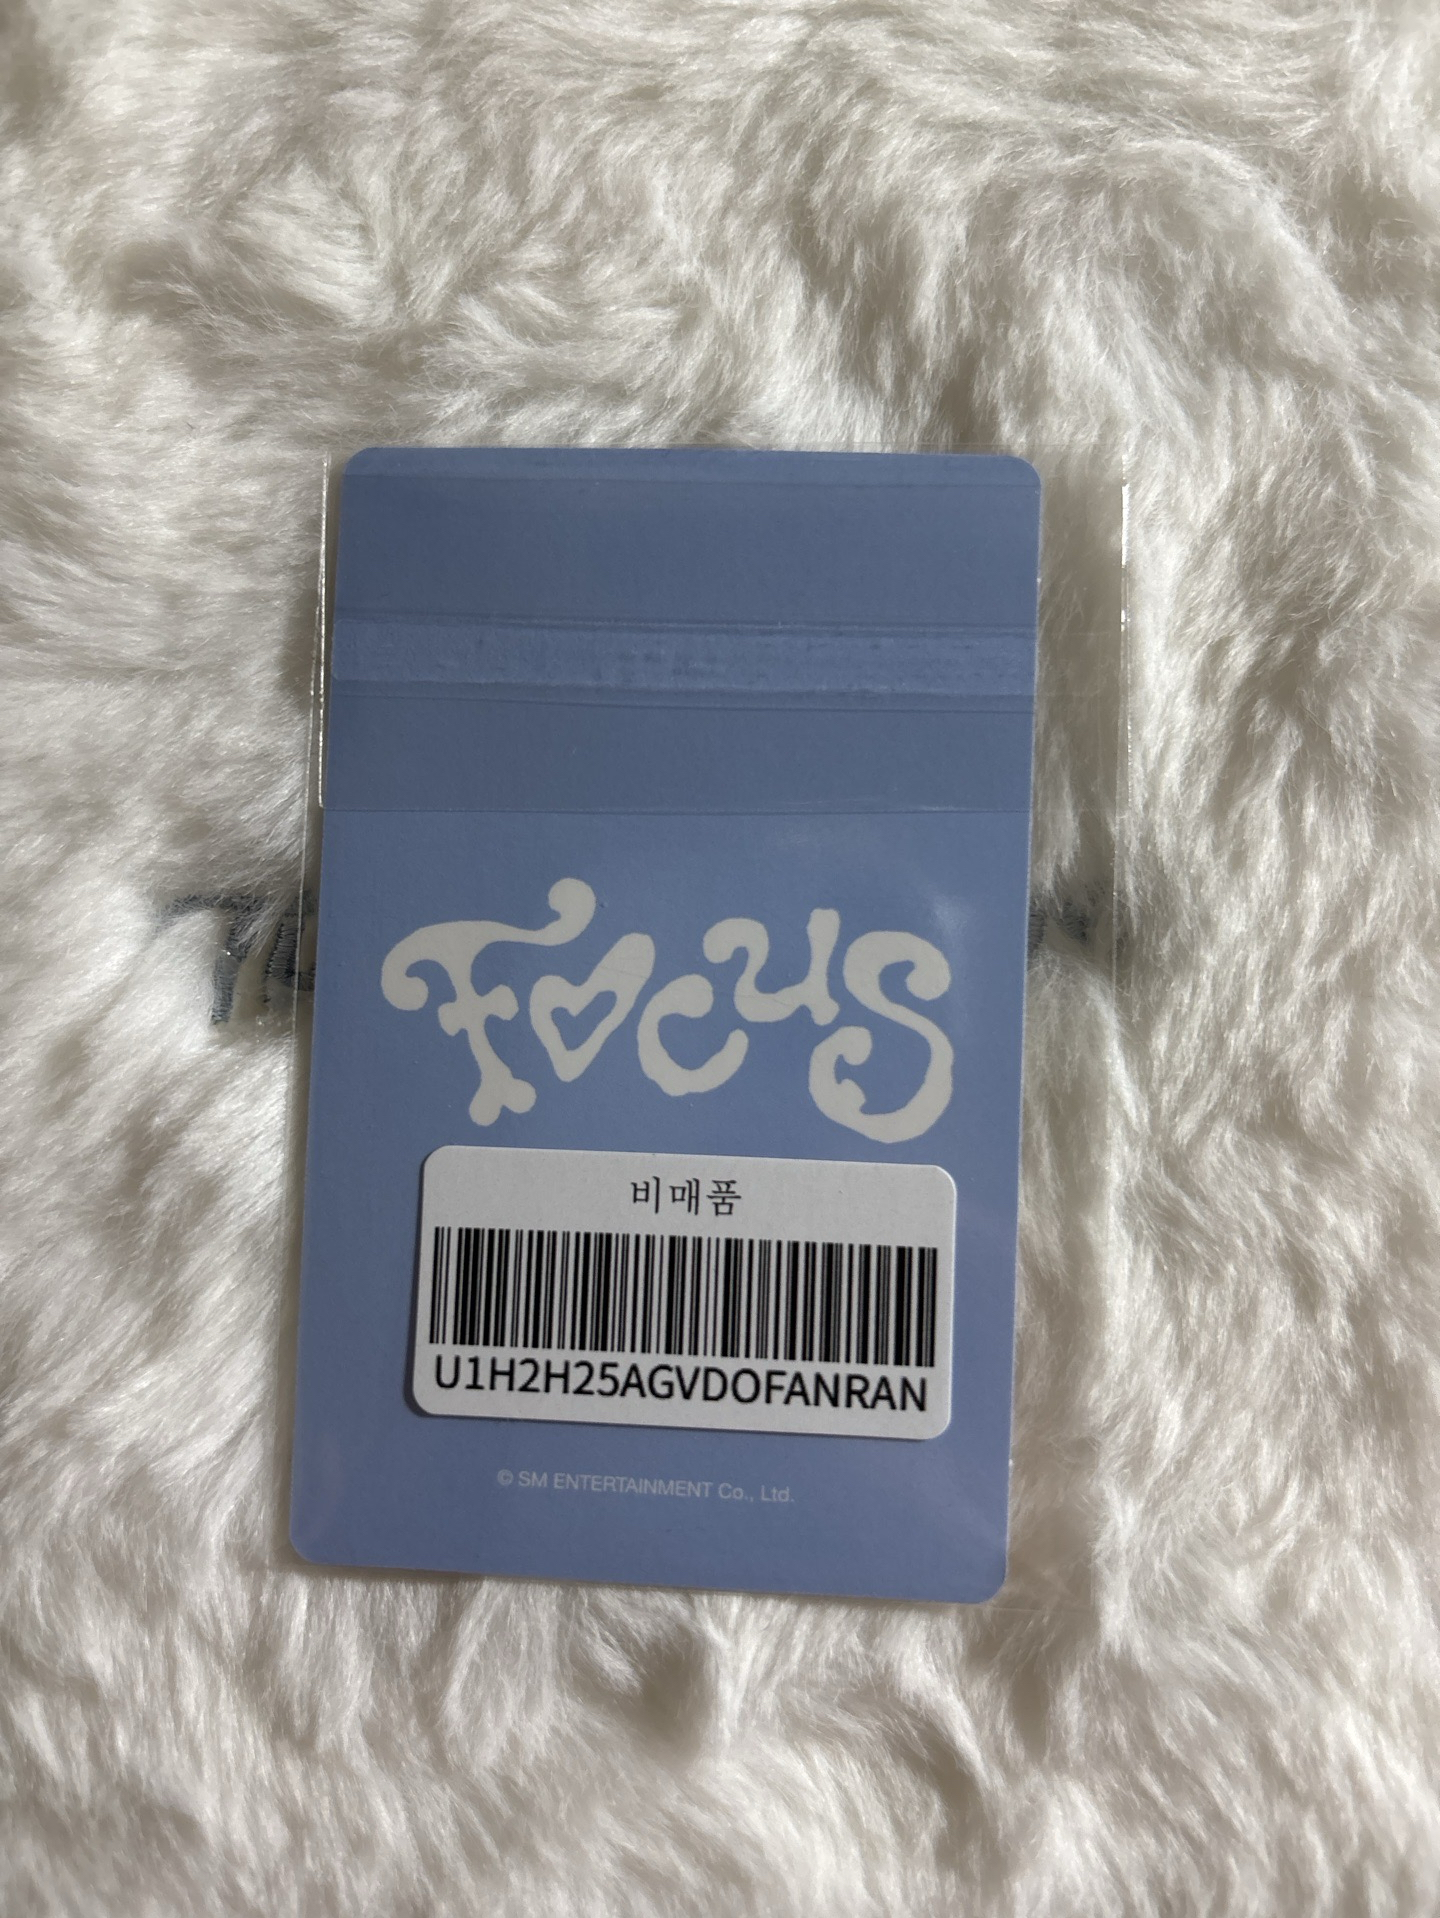 FOCUS
비매품
U1H2H25AGVDOFANRAN
© SM ENTERTAINMENT Co., Ltd.